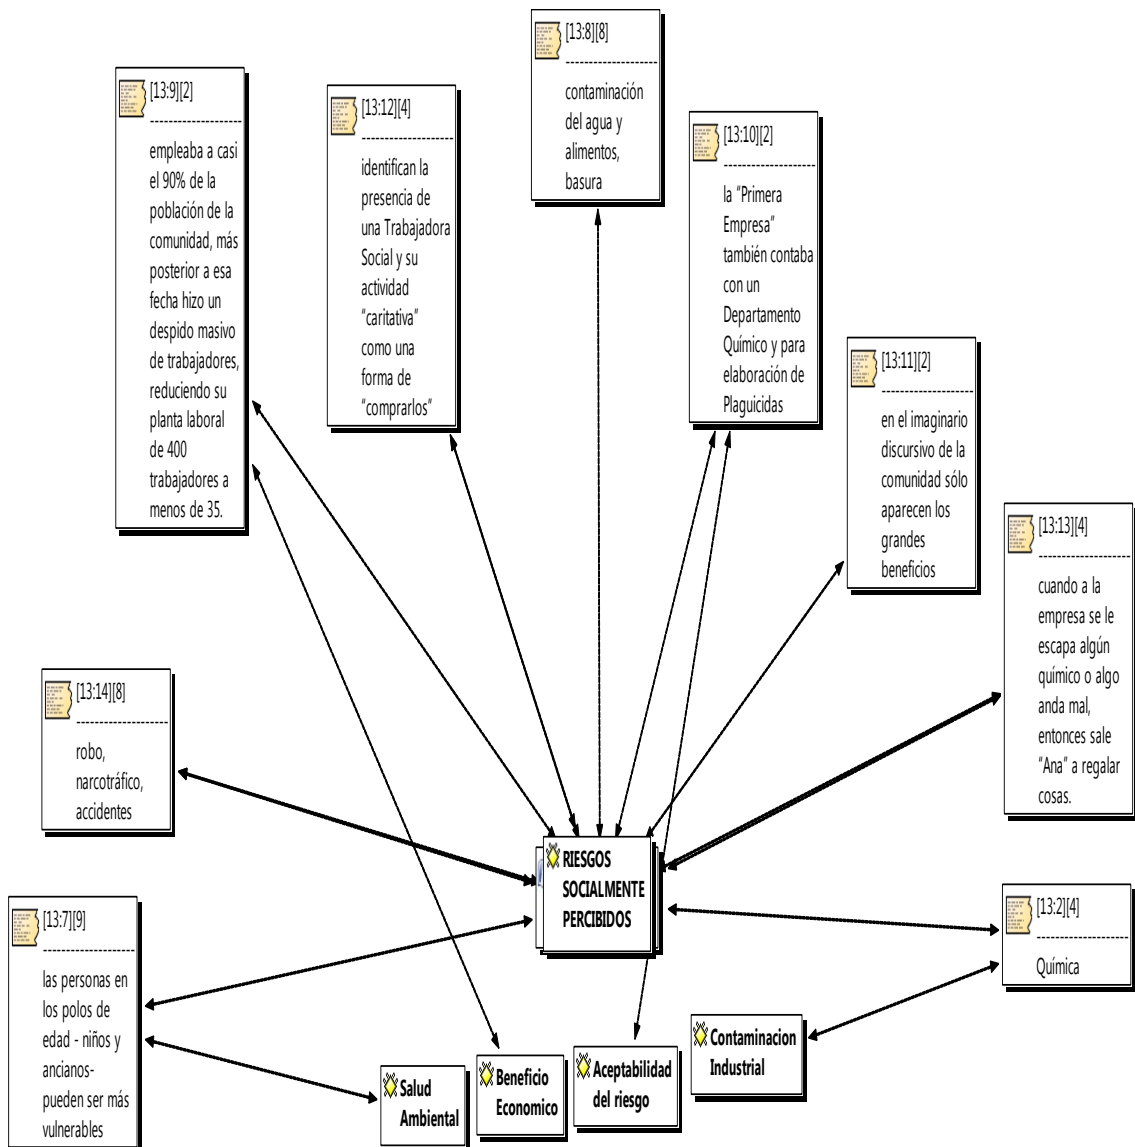 [13:8][8]
contaminación
del agua y
alimentos,
basura
[13:9][2]
empleaba a casi
el 90% de la
población de la
comunidad, más
posterior a esa
fecha hizo un
despido masivo
de trabajadores,
reduciendo su
planta laboral
de 400
trabajadores a
menos de 35.
[13:12][4]
identifican la
presencia de
una Trabajadora
Social y su
actividad
“caritativa”
como una
forma de
“comprarlos”
[13:10][2]
la “Primera
Empresa”
también contaba
con un
Departamento
Químico y para
elaboración de
Plaguicidas
[13:11][2]
en el imaginario
discursivo de la
comunidad sólo
aparecen los
grandes
beneficios
[13:13][4]
cuando a la
empresa se le
escapa algún
químico o algo
anda mal,
entonces sale
“Ana” a regalar
cosas.
[13:14][8]
robo,
narcotráfico,
accidentes
RIESGOS
SOCIALMENTE
PERCIBIDOS
[13:7][9]
las personas en
los polos de
edad - niños y
ancianos-
pueden ser más
vulnerables
[13:2][4]
Química
Salud
Ambiental
Beneficio
Economico
Aceptabilidad
del riesgo
Contaminacion
Industrial